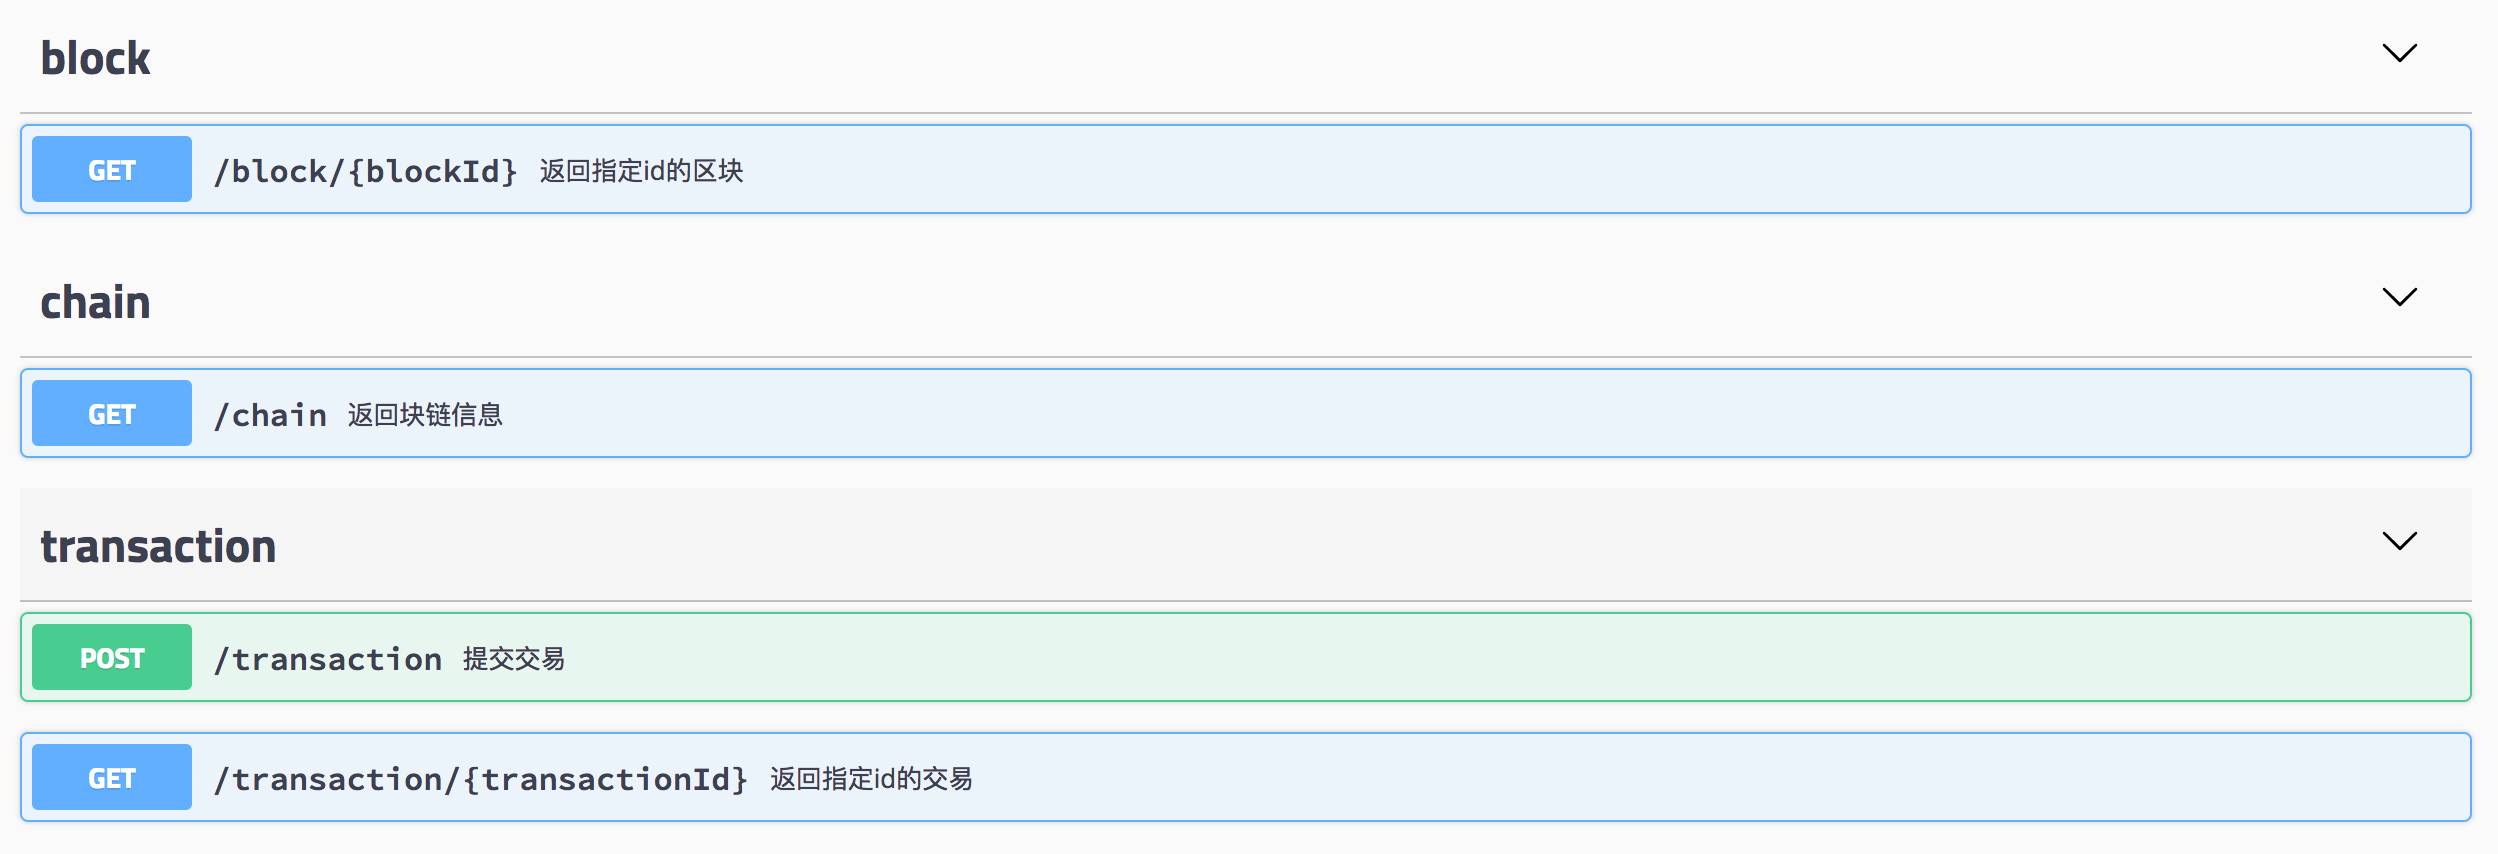 block
GET /block/{blockId} 返回指定id的区块
chain
GET /chain 返回块链信息
transaction
POST /transaction 提交交易
GET /transaction/{transactionId} 返回指定id的交易